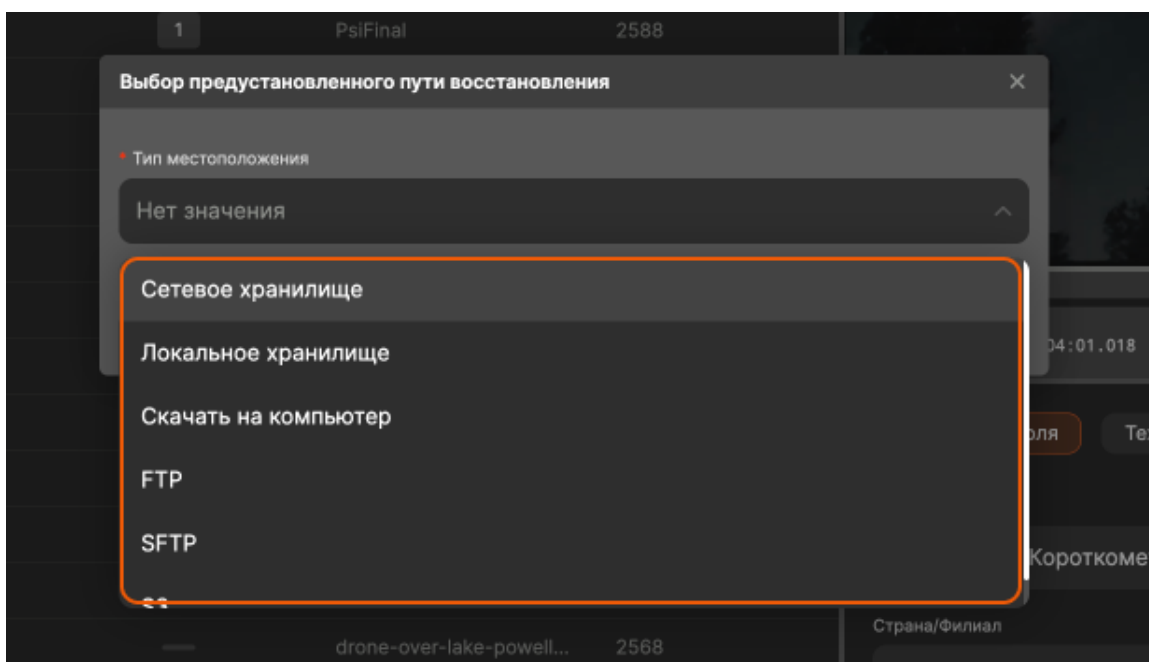 1 PsiFinal 2588
Выбор предустановленного пути восстановления
* Тип местоположения
Нет значения
Сетевое хранилище
Локальное хранилище
04:01.018
Скачать на компьютер
FTP
SFTP
Короткоме
Страна/Филиал
drone-over-lake-powell... 2568